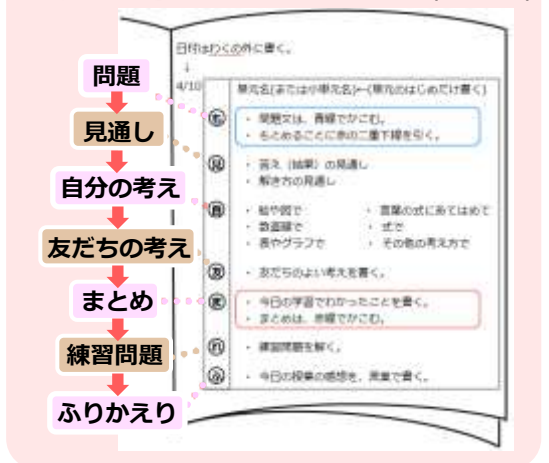 問題
見通し
自分の考え
友だちの考え
まとめ
練習問題
ふりかえり
日付はわくの外に書く。
↓
4/10
単元名(または小単元名)←(単元のはじめだけ書く)
も
・ 問題文は、青線でかこむ。
・ もとめることに赤の二重下線を引く。
見
・ 答え（結果）の見通し
・ 解き方の見通し
自
・ 絵や図で ・ 言葉の式にあてはめて
・ 数直線で ・ 式で
・ 表やグラフで ・ その他の考え方で
友
・ 友だちのよい考えを書く。
ま
・ 今日の学習でわかったことを書く。
・ まとめは、赤線でかこむ。
れ
・ 練習問題を解く。
ふ
・ 今日の授業の感想を、黒筆で書く。